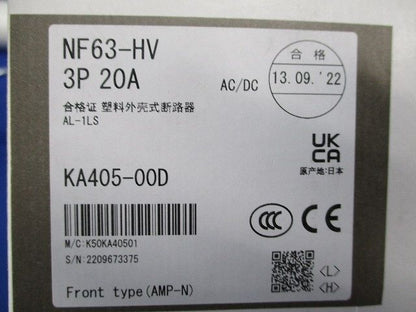 NF63-HV
3P 20A
AC/DC
合格
13.09.'22
合格证 塑料外壳式断路器
AL-1LS
UK
CA
原产地:日本
KA405-00D
CCC
CE
M/C:K50KA40501
S/N:2209673375
<L>
<H>
Front type(AMP-N)